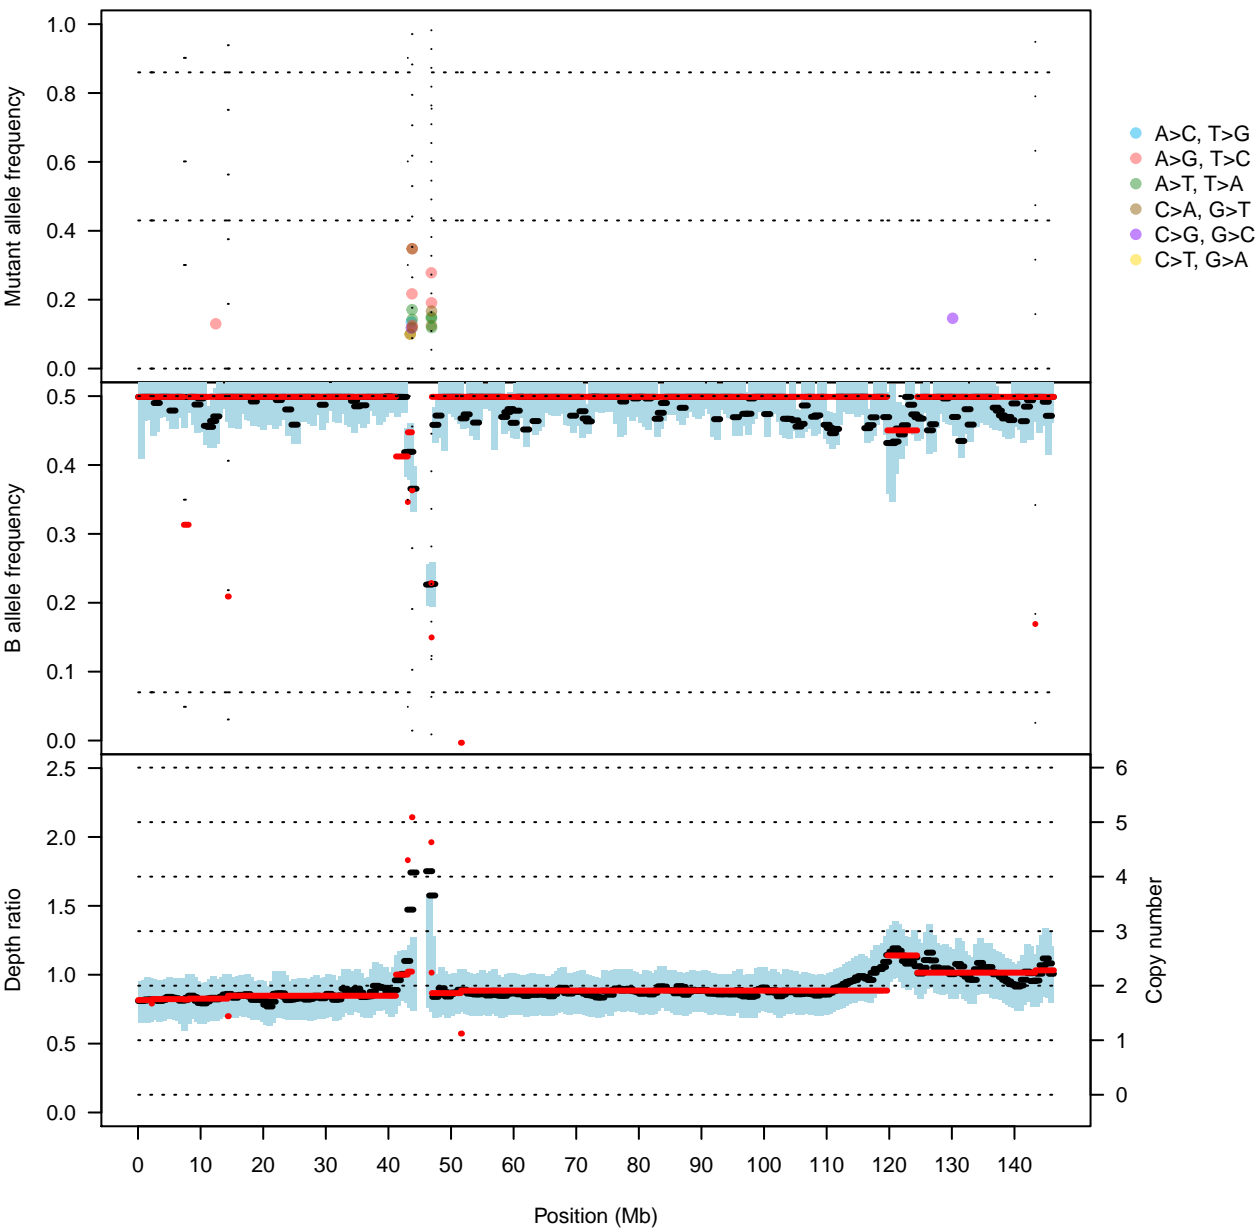 Mutant allele frequency
1.0
0.8
0.6
0.4
0.2
0.0
A>C, T>G
A>G, T>C
A>T, T>A
C>A, G>T
C>G, G>C
C>T, G>A
B allele frequency
0.5
0.4
0.3
0.2
0.1
0.0
Depth ratio
2.5
2.0
1.5
1.0
0.5
0.0
6
5
4
3
2
1
0
Copy number
0 10 20 30 40 50 60 70 80 90 100 110 120 130 140
Position (Mb)